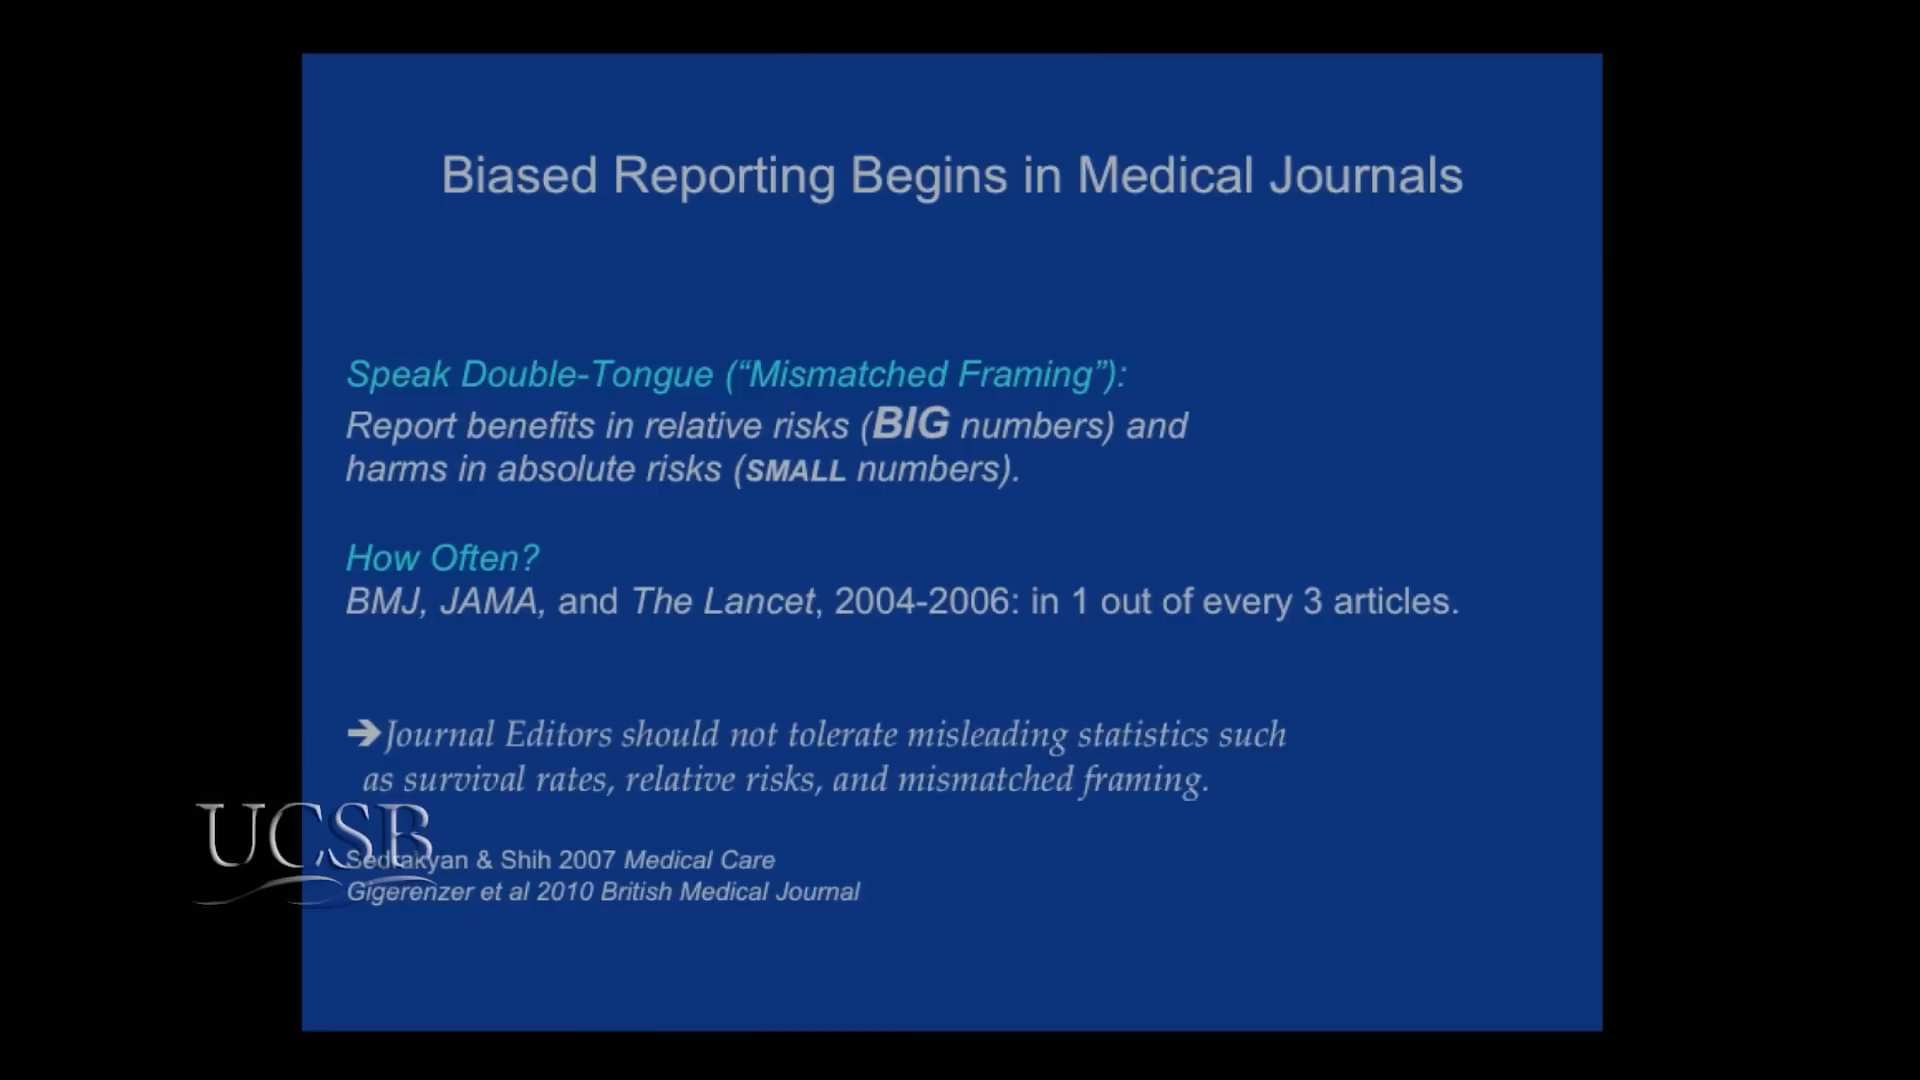 Biased Reporting Begins in Medical Journals
Speak Double-Tongue (“Mismatched Framing”):
Report benefits in relative risks (BIG numbers) and
harms in absolute risks (SMALL numbers).
How Often?
BMJ, JAMA, and The Lancet, 2004-2006: in 1 out of every 3 articles.
➔Journal Editors should not tolerate misleading statistics such
as survival rates, relative risks, and mismatched framing.
UCSB
Sedrakyan & Shih 2007 Medical Care
Gigerenzer et al 2010 British Medical Journal